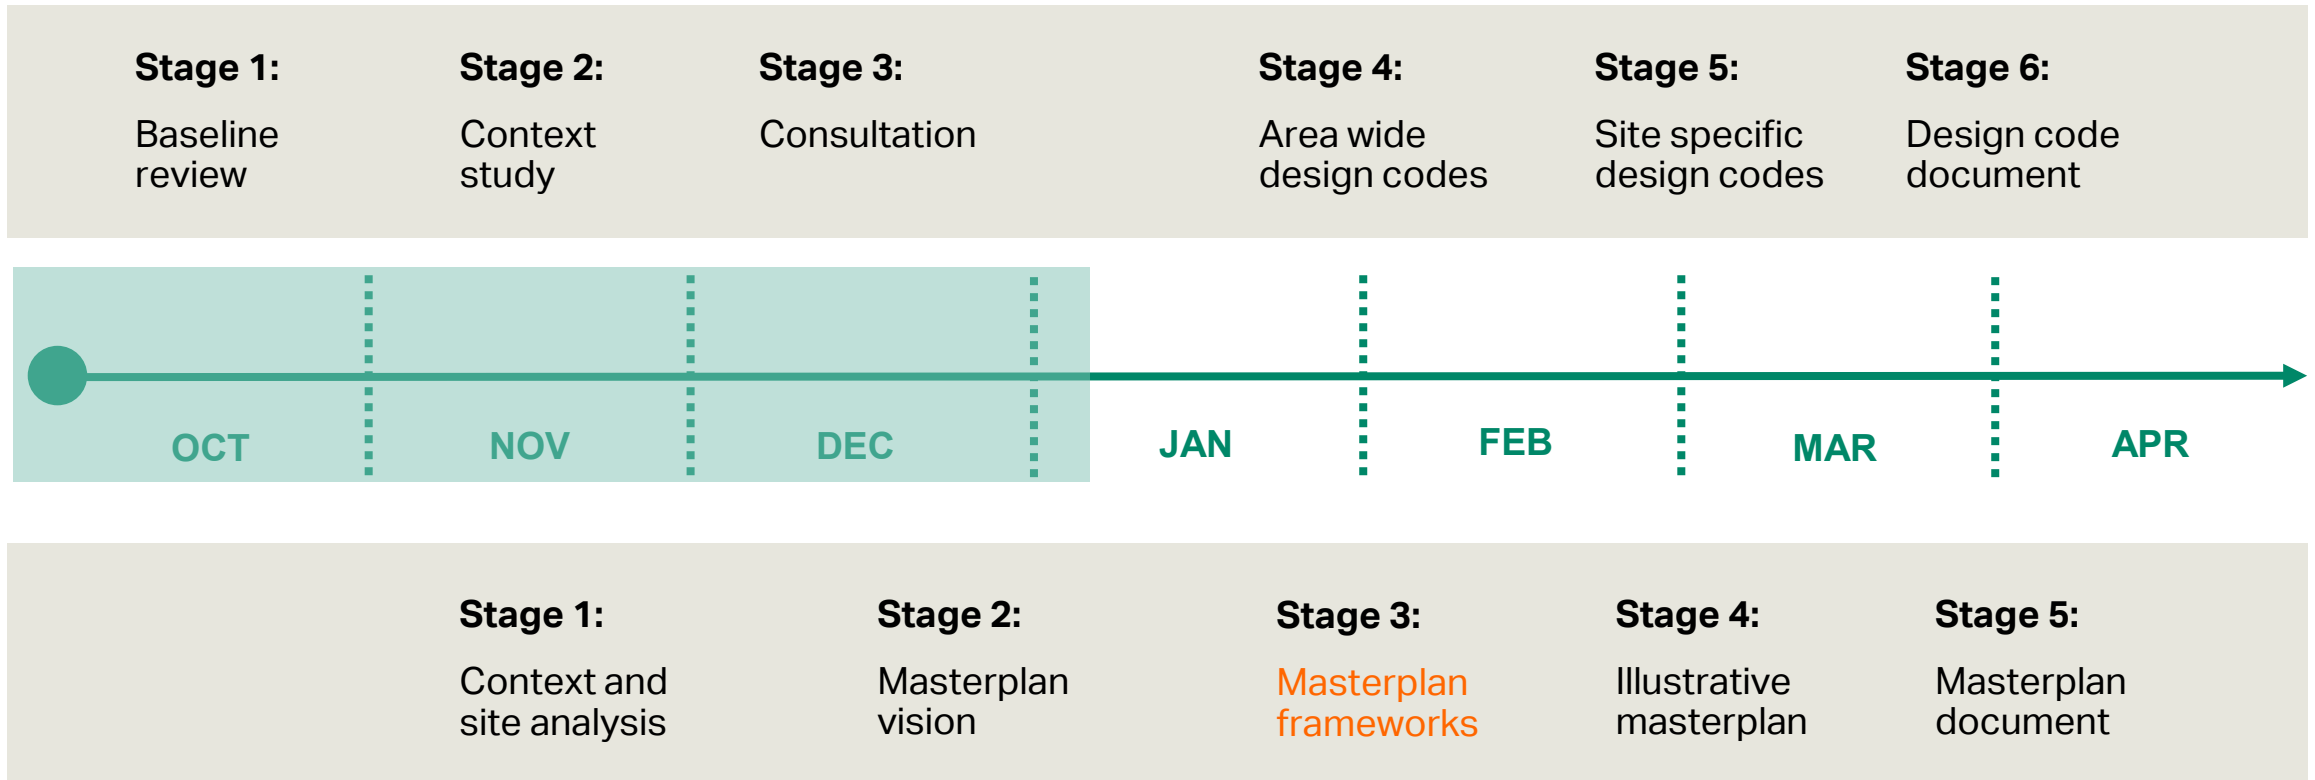 Stage 1:
Baseline
review
Stage 2:
Context
study
Stage 3:
Consultation
Stage 4:
Area wide
design codes
Stage 5:
Site specific
design codes
Stage 6:
Design code
document
OCT
NOV
DEC
JAN
FEB
MAR
APR
Stage 1:
Context and
site analysis
Stage 2:
Masterplan
vision
Stage 3:
Masterplan
frameworks
Stage 4:
Illustrative
masterplan
Stage 5:
Masterplan
document